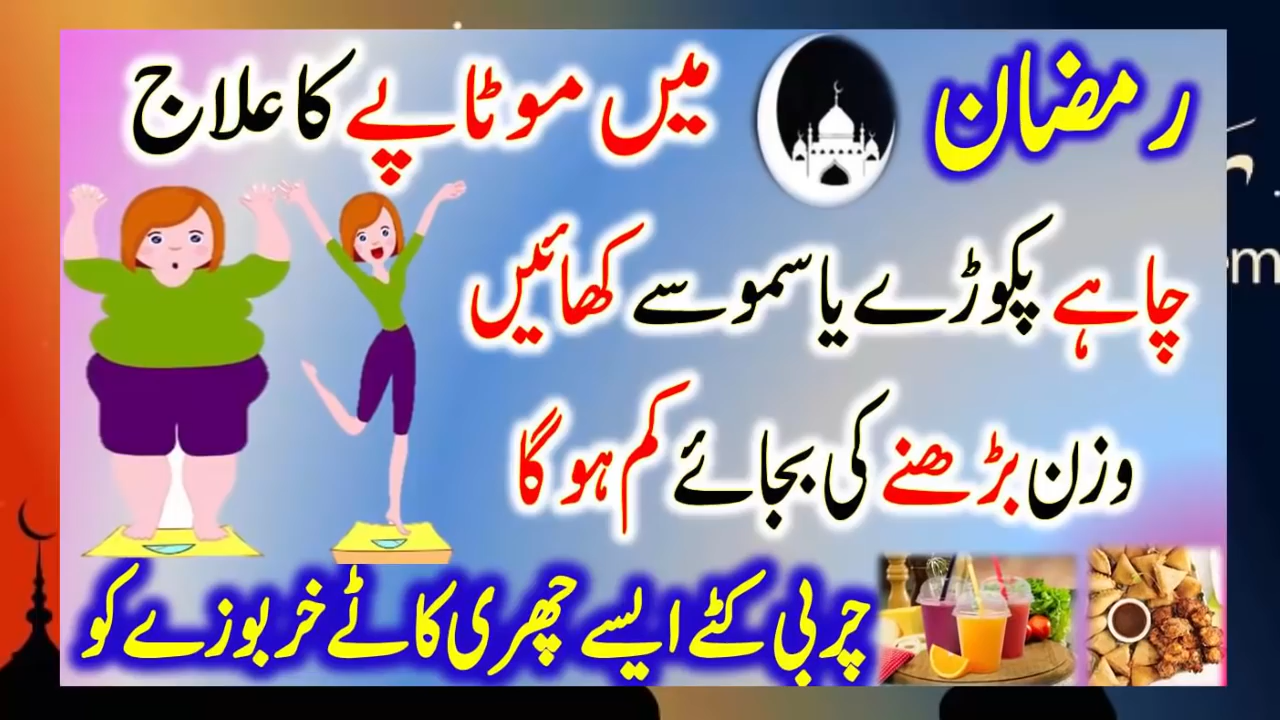 رمضان میں موٹاپے کا علاج
چاہے پکوڑے یا سموسے کھائیں
وزن بڑھنے کی بجائے کم ہو گا
چربی کٹے ایسے چھری کاٹے خربوزے کو
em